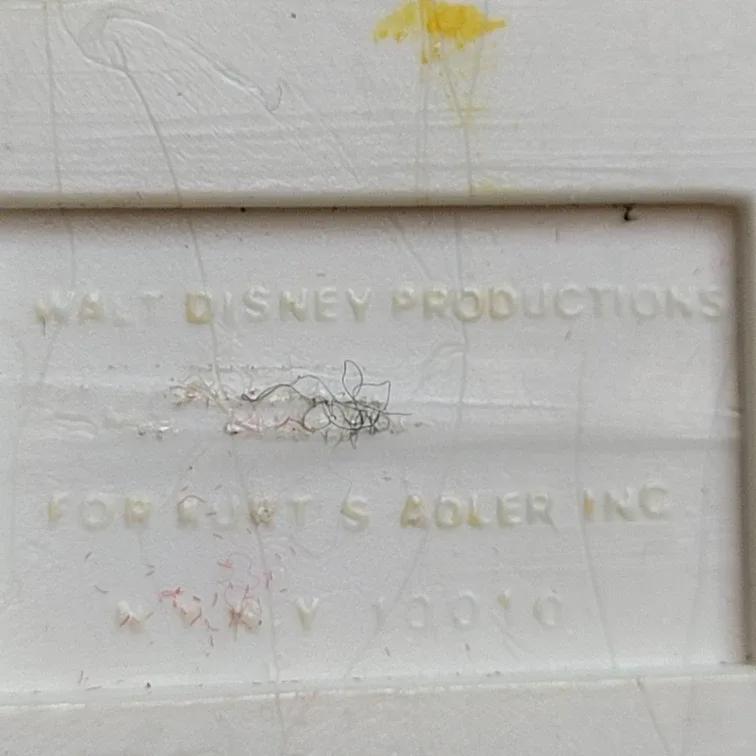 WALT DISNEY PRODUCTIONS
FOR KURT S ADLER INC
N Y N Y 10010